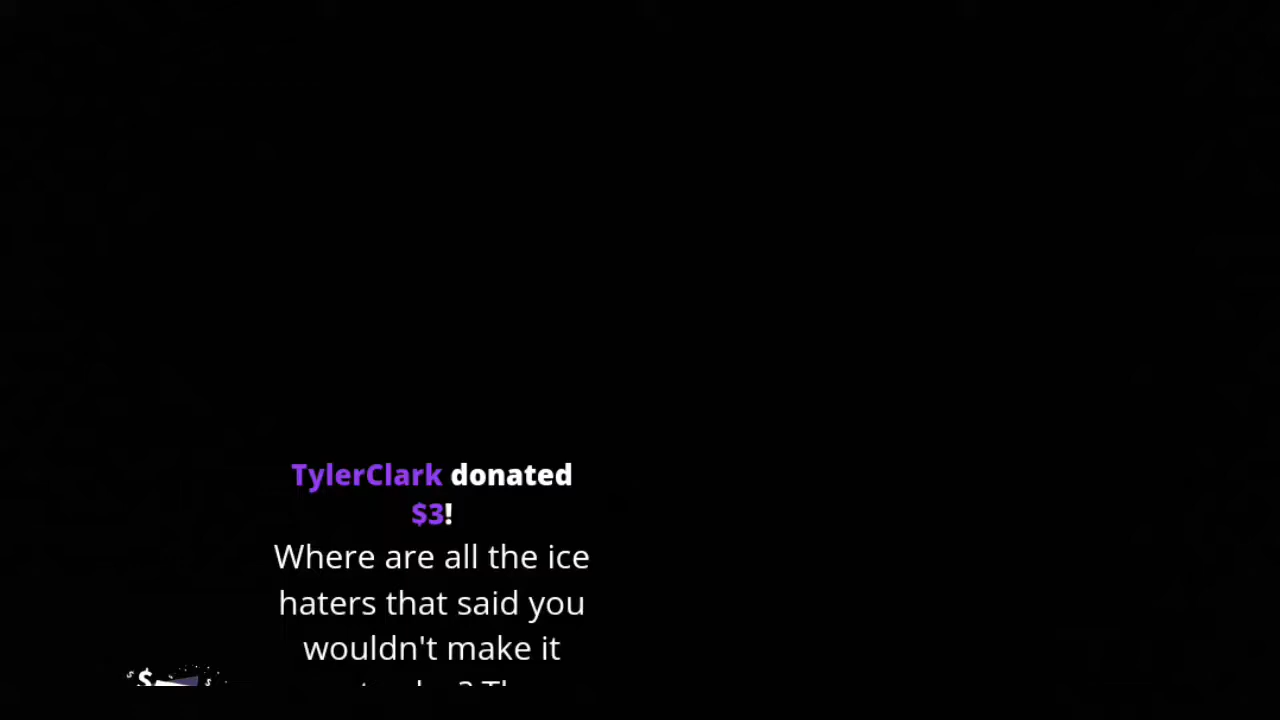 TylerClark donated
$3!
Where are all the ice
haters that said you
wouldn't make it